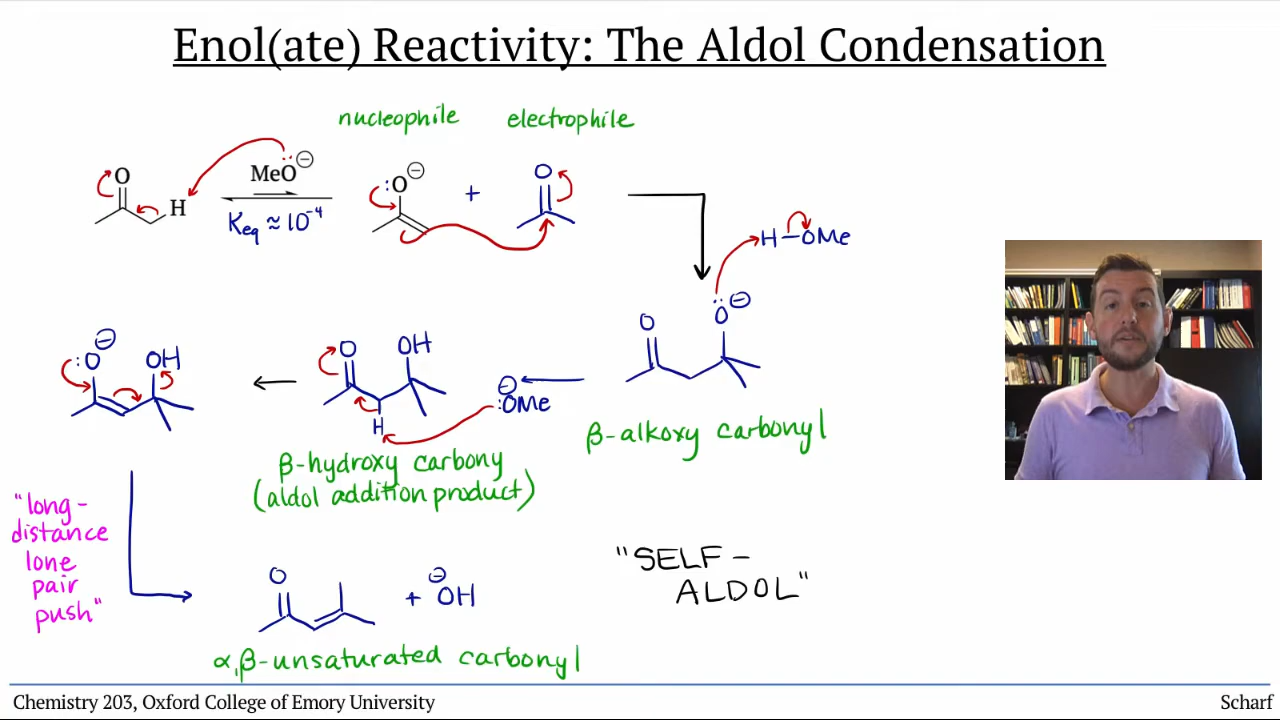 Enol(ate) Reactivity: The Aldol Condensation
nucleophile electrophile
O H MeO⊖ :O⊖ + O
Keq ≈ 10⁻⁴
H–OMe
:O⊖ OH
O OH
⊖:OMe
O Ö⊖
H
β-alkoxy carbonyl
β-hydroxy carbony
(aldol addition product)
"long-
distance
lone
pair
push"
"SELF-
ALDOL"
O + ⊖OH
α,β-unsaturated carbonyl
Chemistry 203, Oxford College of Emory University Scharf